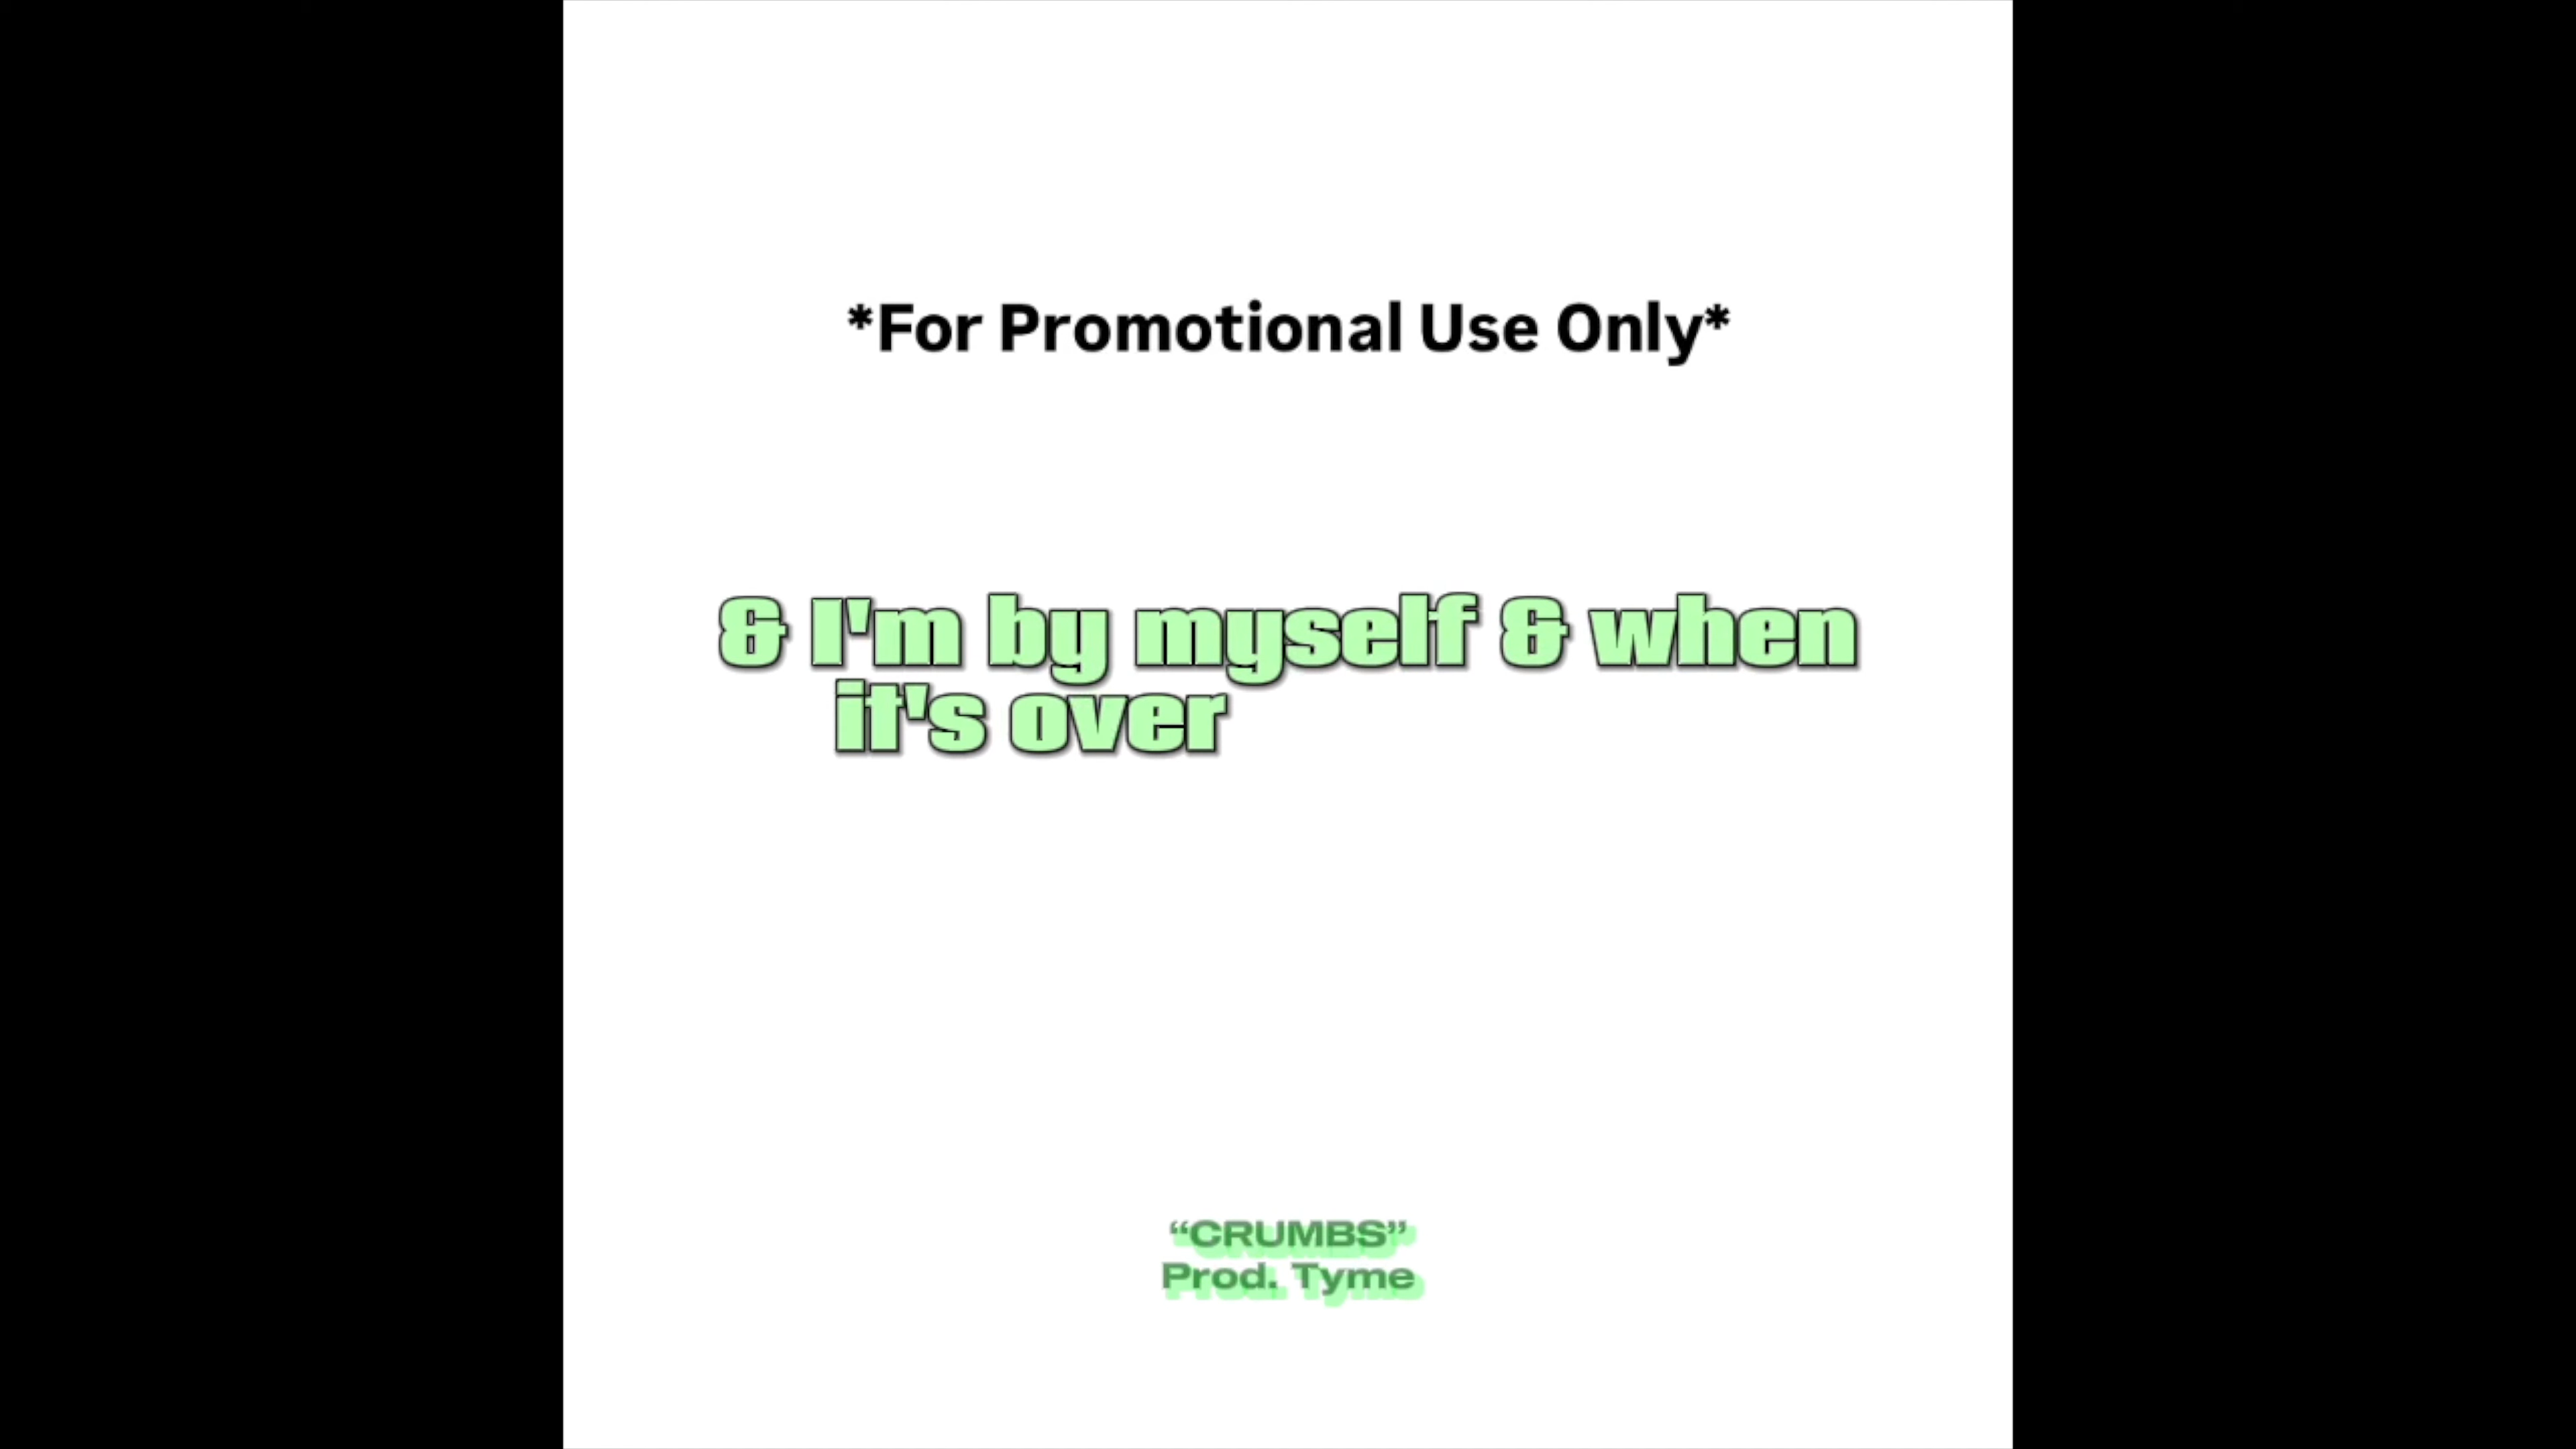 *For Promotional Use Only*
& I'm by myself & when
it's over
“CRUMBS”
Prod. Tyme